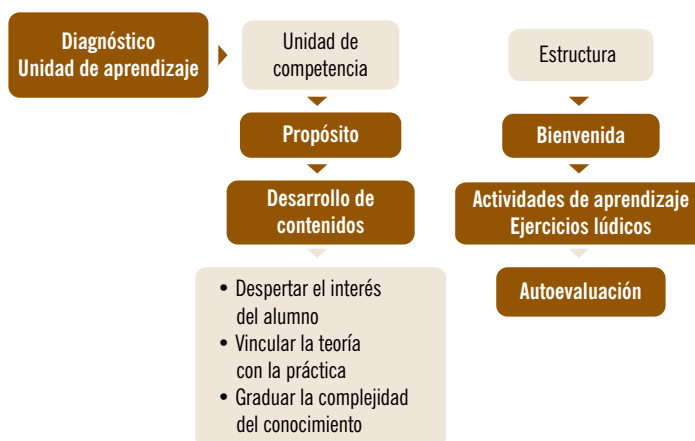 Diagnóstico
Unidad de aprendizaje
Unidad de
competencia
Propósito
Desarrollo de
contenidos
• Despertar el interés
del alumno
• Vincular la teoría
con la práctica
• Graduar la complejidad
del conocimiento
Estructura
Bienvenida
Actividades de aprendizaje
Ejercicios lúdicos
Autoevaluación